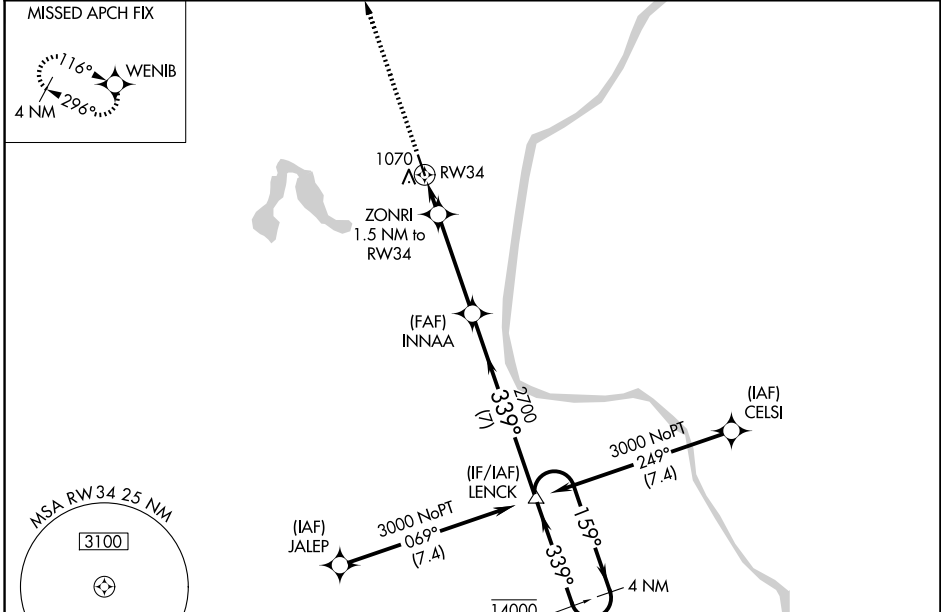 MISSED APCH FIX
116°
WENIB
296°
4 NM
1070
RW34
ZONRI
1.5 NM to
RW34
(FAF)
INNAA
2700
339°
(7)
(IAF)
CELSI
3000 NoPT
249°
(7.4)
(IF/IAF)
LENCK
MSA RW34 25 NM
3100
(IAF)
JALEP
3000 NoPT
069°
(7.4)
159°
339°
4 NM
14000